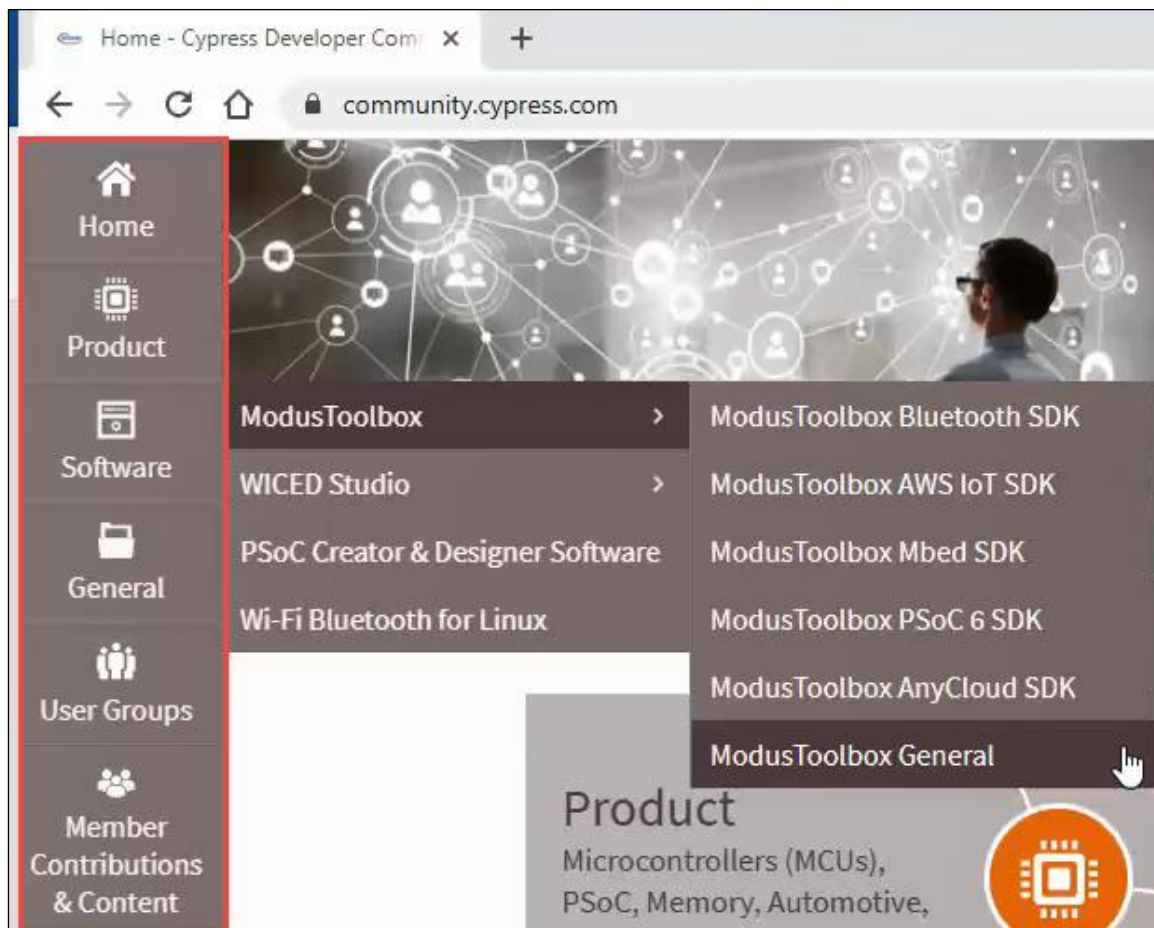 Home - Cypress Developer Com
community.cypress.com
Home
Product
Software
General
User Groups
Member
Contributions
& Content
ModusToolbox
WICED Studio
PSoC Creator & Designer Software
Wi-Fi Bluetooth for Linux
ModusToolbox Bluetooth SDK
ModusToolbox AWS IoT SDK
ModusToolbox Mbed SDK
ModusToolbox PSoC 6 SDK
ModusToolbox AnyCloud SDK
ModusToolbox General
Product
Microcontrollers (MCUs),
PSoC, Memory, Automotive,